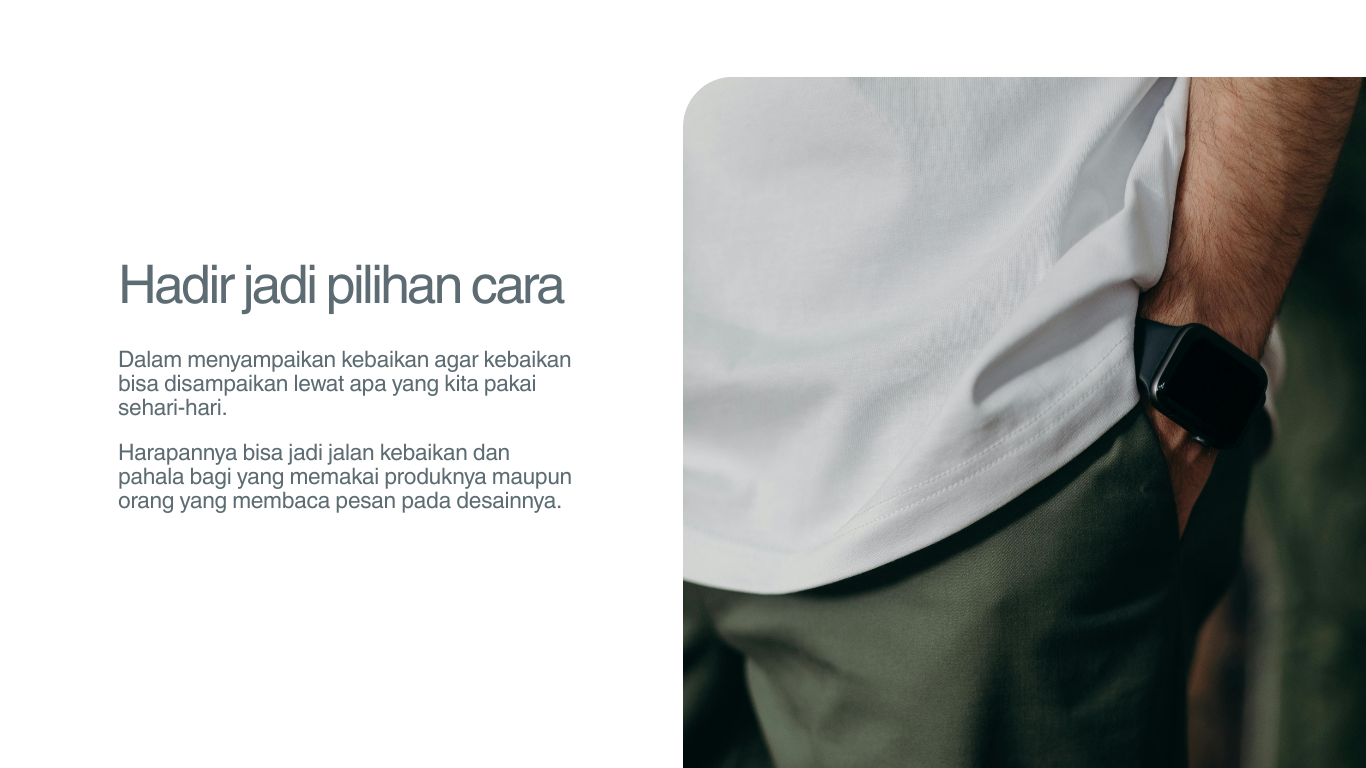 Hadir jadi pilihan cara
Dalam menyampaikan kebaikan agar kebaikan
bisa disampaikan lewat apa yang kita pakai
sehari-hari.
Harapannya bisa jadi jalan kebaikan dan
pahala bagi yang memakai produknya maupun
orang yang membaca pesan pada desainnya.